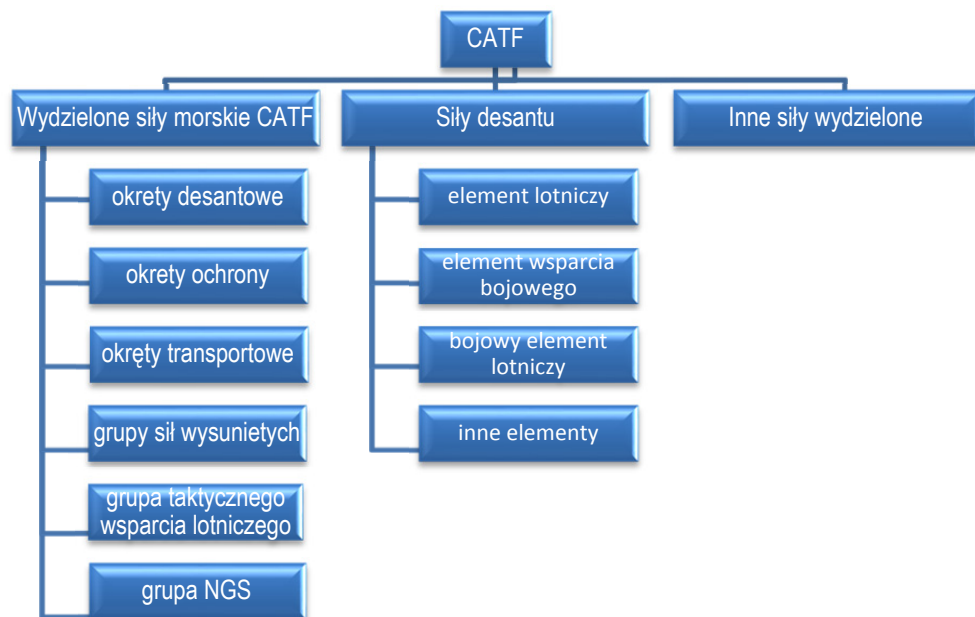 CATF
Wydzielone siły morskie CATF
Siły desantu
Inne siły wydzielone
okrety desantowe
okrety ochrony
okręty transportowe
grupy sił wysunietych
grupa taktycznego
wsparcia lotniczego
grupa NGS
element lotniczy
element wsparcia
bojowego
bojowy element
lotniczy
inne elementy